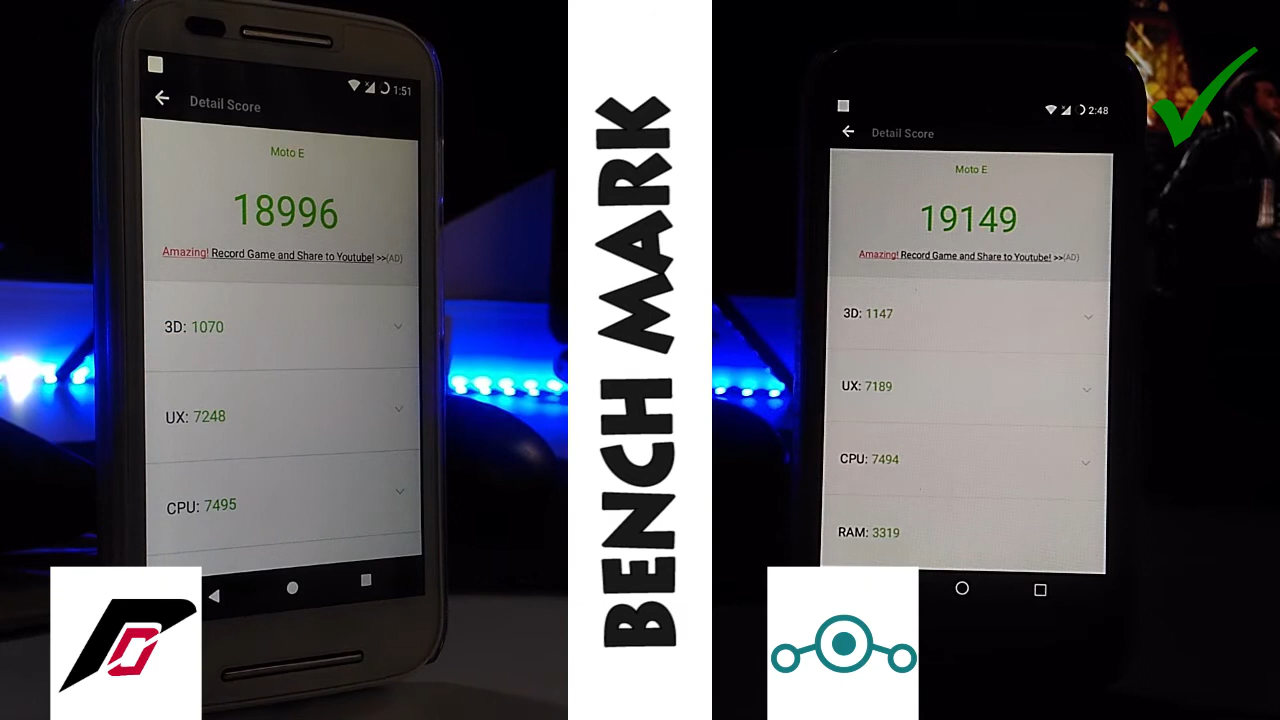 1:51
Detail Score
Moto E
18996
Amazing! Record Game and Share to Youtube! >>(AD)
3D: 1070
UX: 7248
CPU: 7495
BENCH MARK
2:48
Detail Score
Moto E
19149
Amazing! Record Game and Share to Youtube! >>(AD)
3D: 1147
UX: 7189
CPU: 7494
RAM: 3319